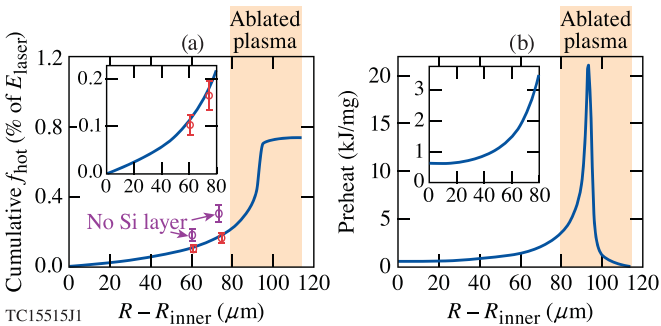 Ablated
plasma
(a)
Cumulative f_hot (% of E_laser)
1.2
0.8
0.4
0.0
0.2
0.1
0.0
0 20 40 60 80
No Si layer
0 20 40 60 80 100 120
R – R_inner (μm)
Ablated
plasma
(b)
Preheat (kJ/mg)
20
15
10
5
0
3
2
1
0
0 20 40 60 80
0 20 40 60 80 100 120
R – R_inner (μm)
TC15515J1